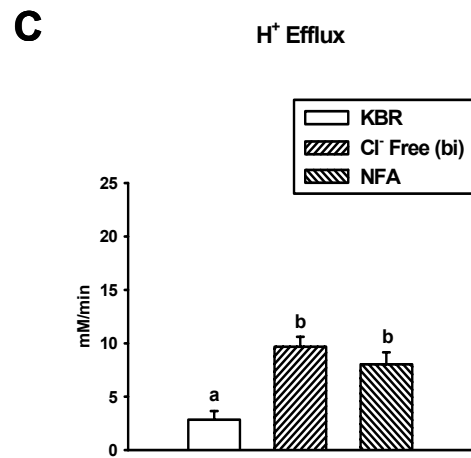 C
H⁺ Efflux
KBR
Cl⁻ Free (bi)
NFA
25
20
15
10
5
0
mM/min
a
b
b